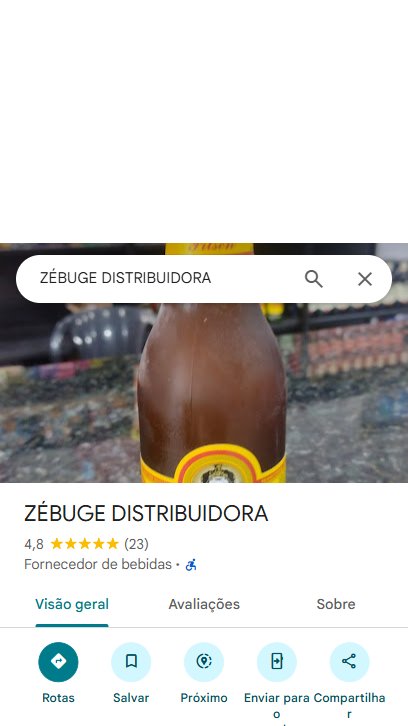 Pilsen
ZÉBUGE DISTRIBUIDORA
ZÉBUGE DISTRIBUIDORA
4,8 (23)
Fornecedor de bebidas ·
Visão geral
Avaliações
Sobre
Rotas
Salvar
Próximo
Enviar para o
Compartilhar